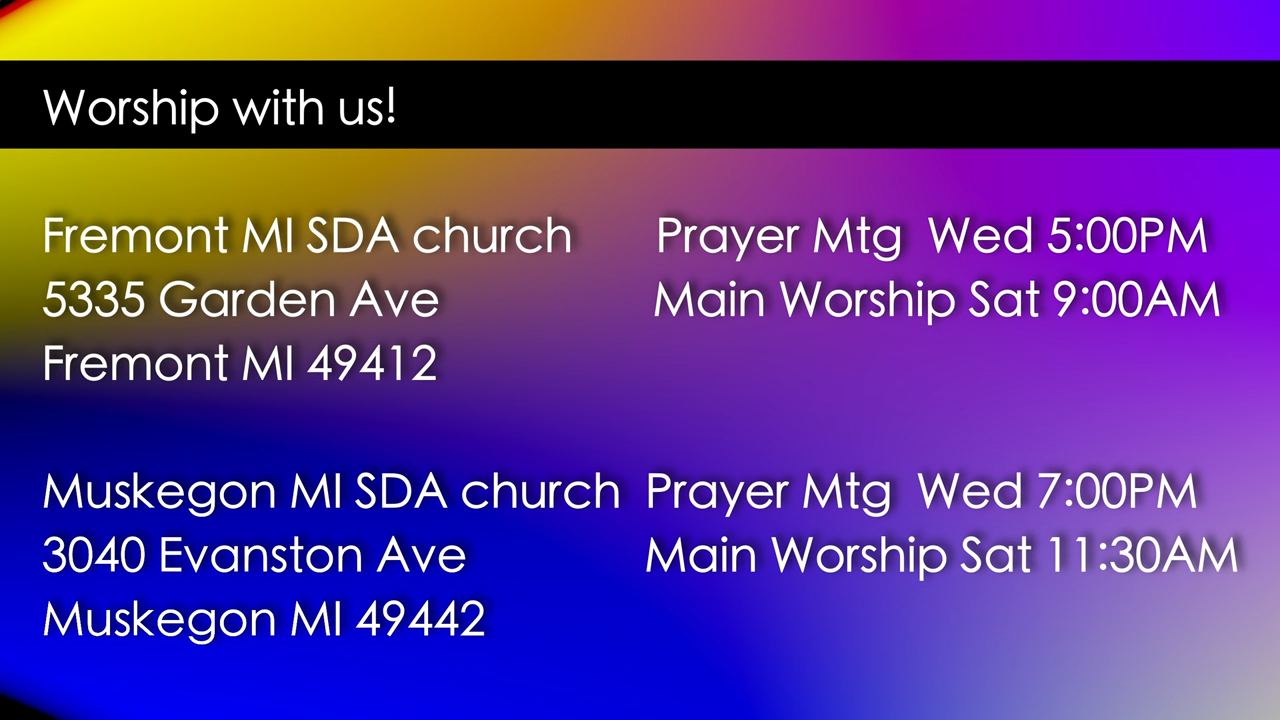 Worship with us!
Fremont MI SDA church Prayer Mtg Wed 5:00PM
5335 Garden Ave Main Worship Sat 9:00AM
Fremont MI 49412
Muskegon MI SDA church Prayer Mtg Wed 7:00PM
3040 Evanston Ave Main Worship Sat 11:30AM
Muskegon MI 49442